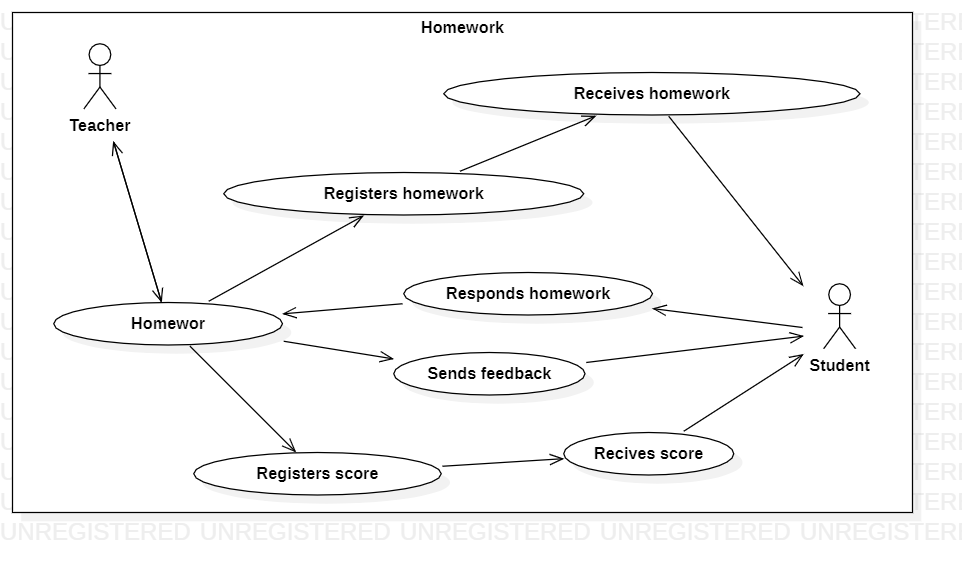 Homework
Teacher
Receives homework
Registers homework
Responds homework
Homewor
Student
Sends feedback
Recives score
Registers score
UNREGISTERED UNREGISTERED UNREGISTERED UNREGISTERED UNREGISTERI